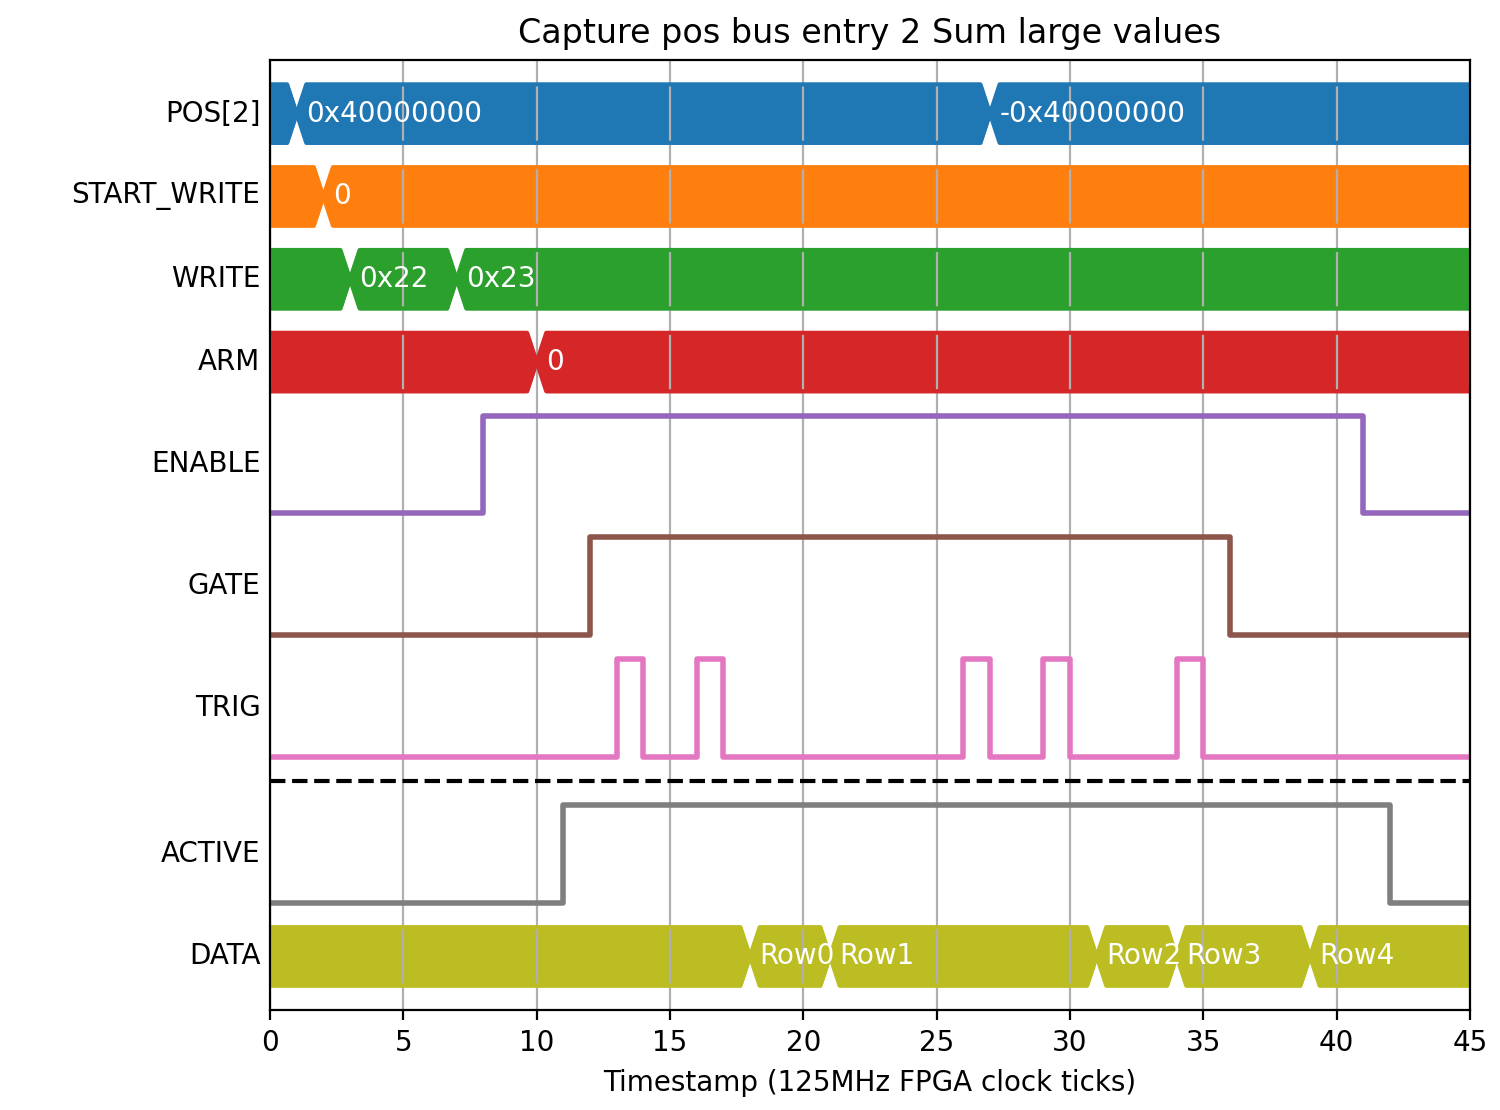 Capture pos bus entry 2 Sum large values
POS[2] 0x40000000 -0x40000000
START_WRITE 0
WRITE 0x22 0x23
ARM 0
ENABLE
GATE
TRIG
ACTIVE
DATA Row0 Row1 Row2 Row3 Row4
0 5 10 15 20 25 30 35 40 45
Timestamp (125MHz FPGA clock ticks)